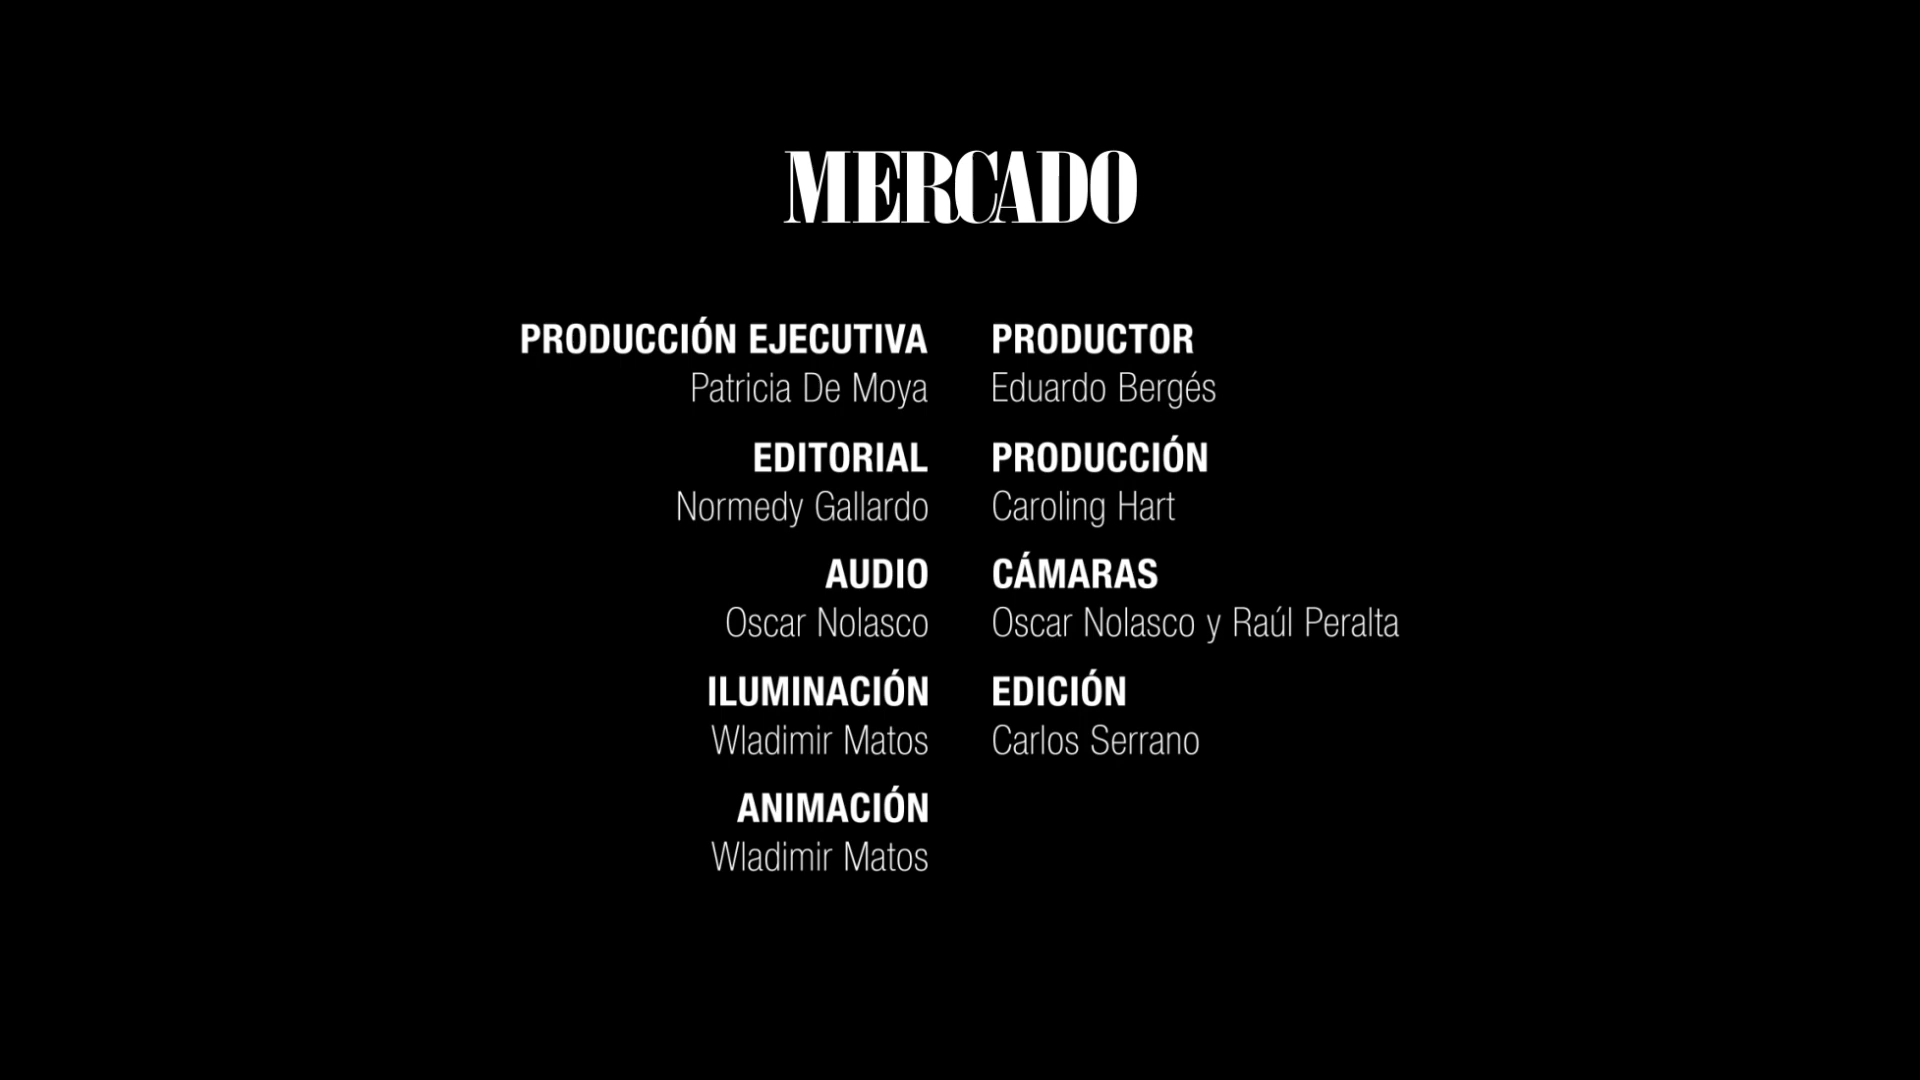 MERCADO
PRODUCCIÓN EJECUTIVA
Patricia De Moya
PRODUCTOR
Eduardo Bergés
EDITORIAL
Normedy Gallardo
PRODUCCIÓN
Caroling Hart
AUDIO
Oscar Nolasco
CÁMARAS
Oscar Nolasco y Raúl Peralta
ILUMINACIÓN
Wladimir Matos
EDICIÓN
Carlos Serrano
ANIMACIÓN
Wladimir Matos